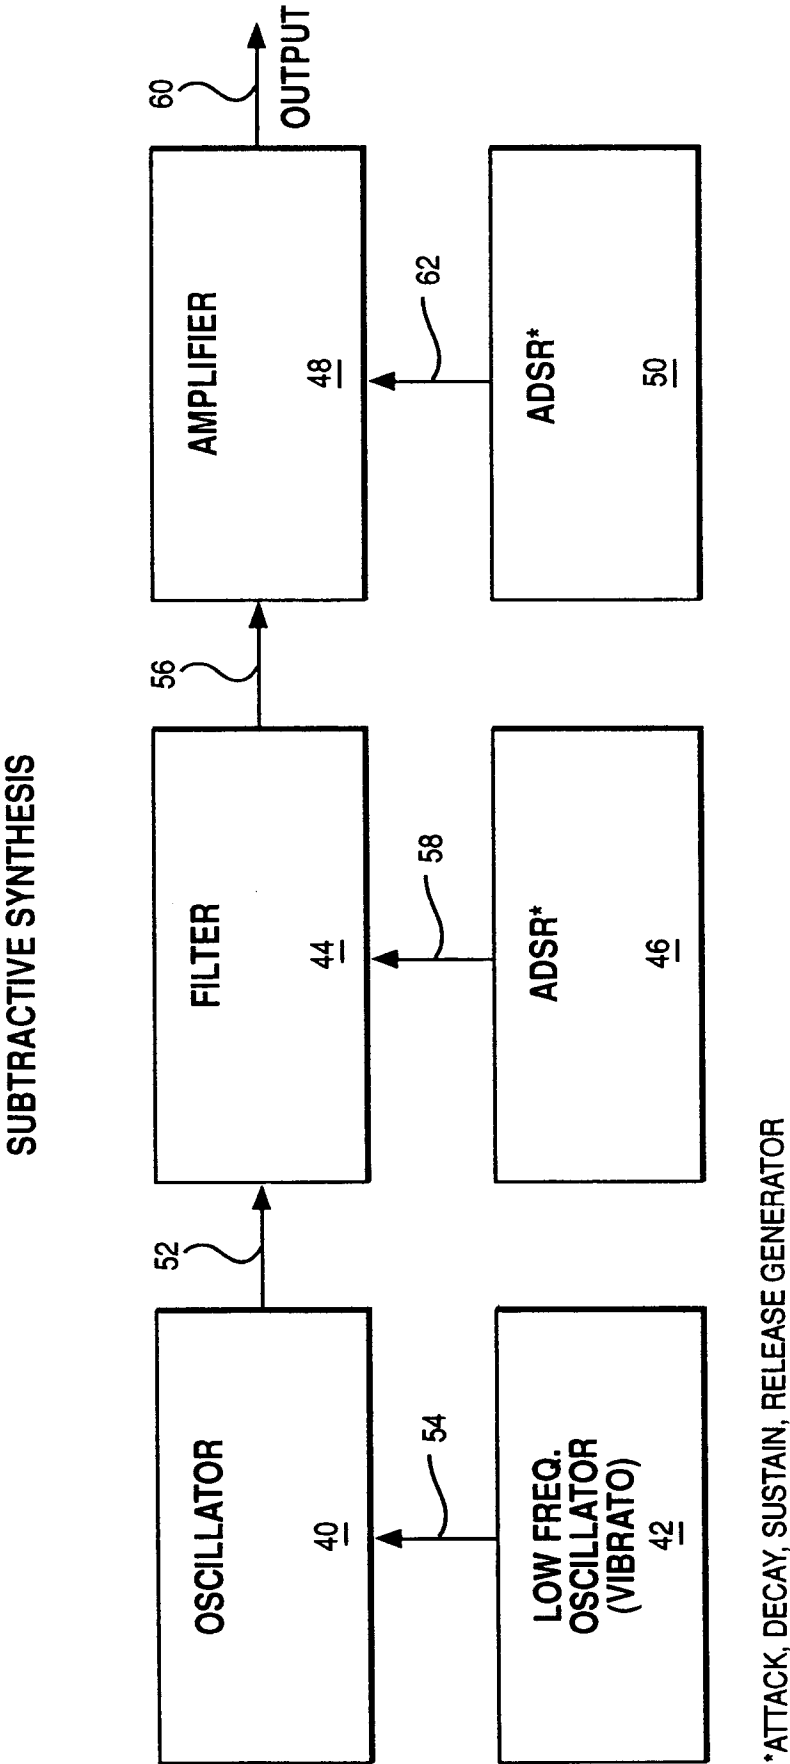 SUBTRACTIVE SYNTHESIS
52
56
60
OSCILLATOR
40
FILTER
44
AMPLIFIER
48
OUTPUT
54
58
62
LOW FREQ.
OSCILLATOR
(VIBRATO)
42
ADSR*
46
ADSR*
50
*ATTACK, DECAY, SUSTAIN, RELEASE GENERATOR